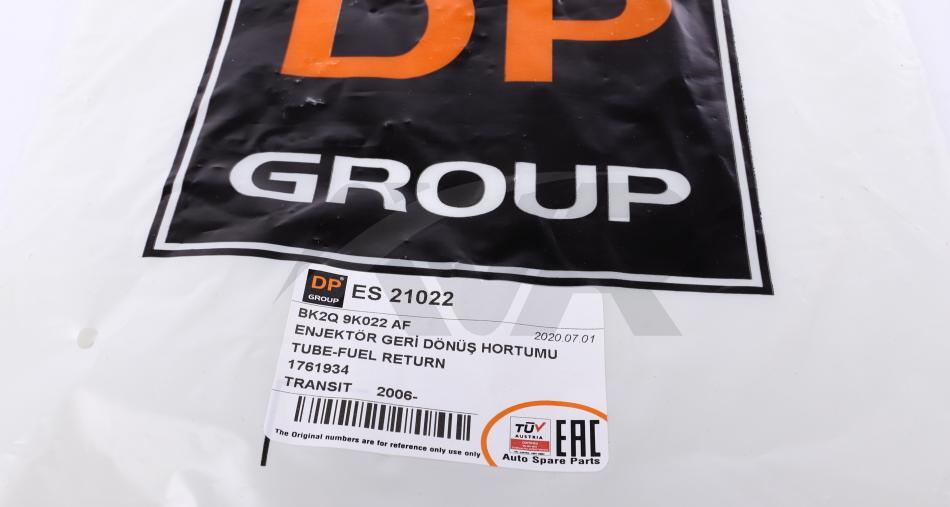 DP
GROUP
DP
GROUP
ES 21022
BK2Q 9K022 AF
2020.07.01
ENJEKTÖR GERİ DÖNÜŞ HORTUMU
TUBE-FUEL RETURN
1761934
TRANSIT 2006-
The Original numbers are for reference only use only
TÜV
AUSTRIA
EAC
Auto Spare Parts